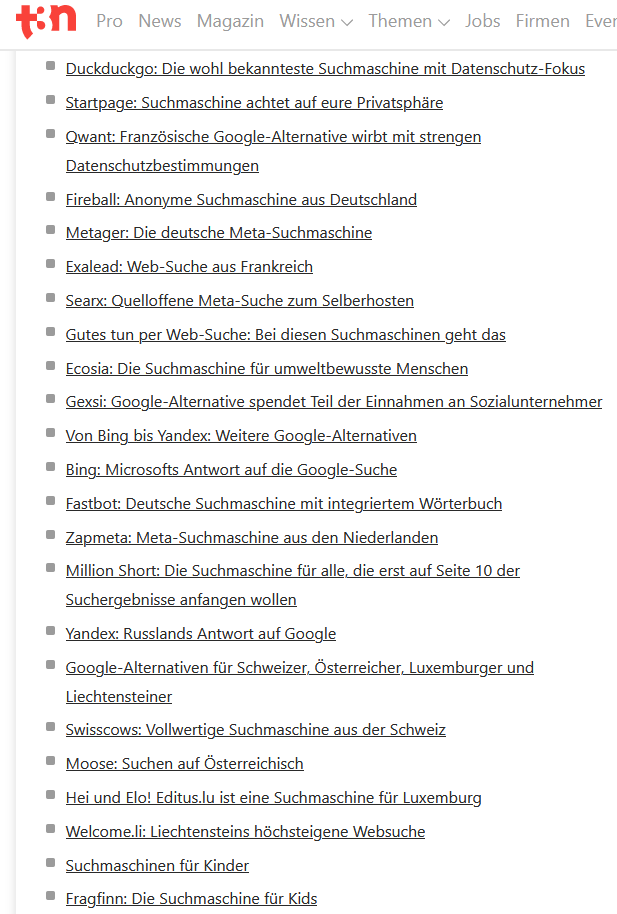 t3n Pro News Magazin Wissen Themen Jobs Firmen Ever
Duckduckgo: Die wohl bekannteste Suchmaschine mit Datenschutz-Fokus
Startpage: Suchmaschine achtet auf eure Privatsphäre
Qwant: Französische Google-Alternative wirbt mit strengen
Datenschutzbestimmungen
Fireball: Anonyme Suchmaschine aus Deutschland
Metager: Die deutsche Meta-Suchmaschine
Exalead: Web-Suche aus Frankreich
Searx: Quelloffene Meta-Suche zum Selberhosten
Gutes tun per Web-Suche: Bei diesen Suchmaschinen geht das
Ecosia: Die Suchmaschine für umweltbewusste Menschen
Gexsi: Google-Alternative spendet Teil der Einnahmen an Sozialunternehmer
Von Bing bis Yandex: Weitere Google-Alternativen
Bing: Microsofts Antwort auf die Google-Suche
Fastbot: Deutsche Suchmaschine mit integriertem Wörterbuch
Zapmeta: Meta-Suchmaschine aus den Niederlanden
Million Short: Die Suchmaschine für alle, die erst auf Seite 10 der
Suchergebnisse anfangen wollen
Yandex: Russlands Antwort auf Google
Google-Alternativen für Schweizer, Österreicher, Luxemburger und
Liechtensteiner
Swisscows: Vollwertige Suchmaschine aus der Schweiz
Moose: Suchen auf Österreichisch
Hei und Elo! Editus.lu ist eine Suchmaschine für Luxemburg
Welcome.li: Liechtensteins höchsteigene Websuche
Suchmaschinen für Kinder
Fragfinn: Die Suchmaschine für Kids